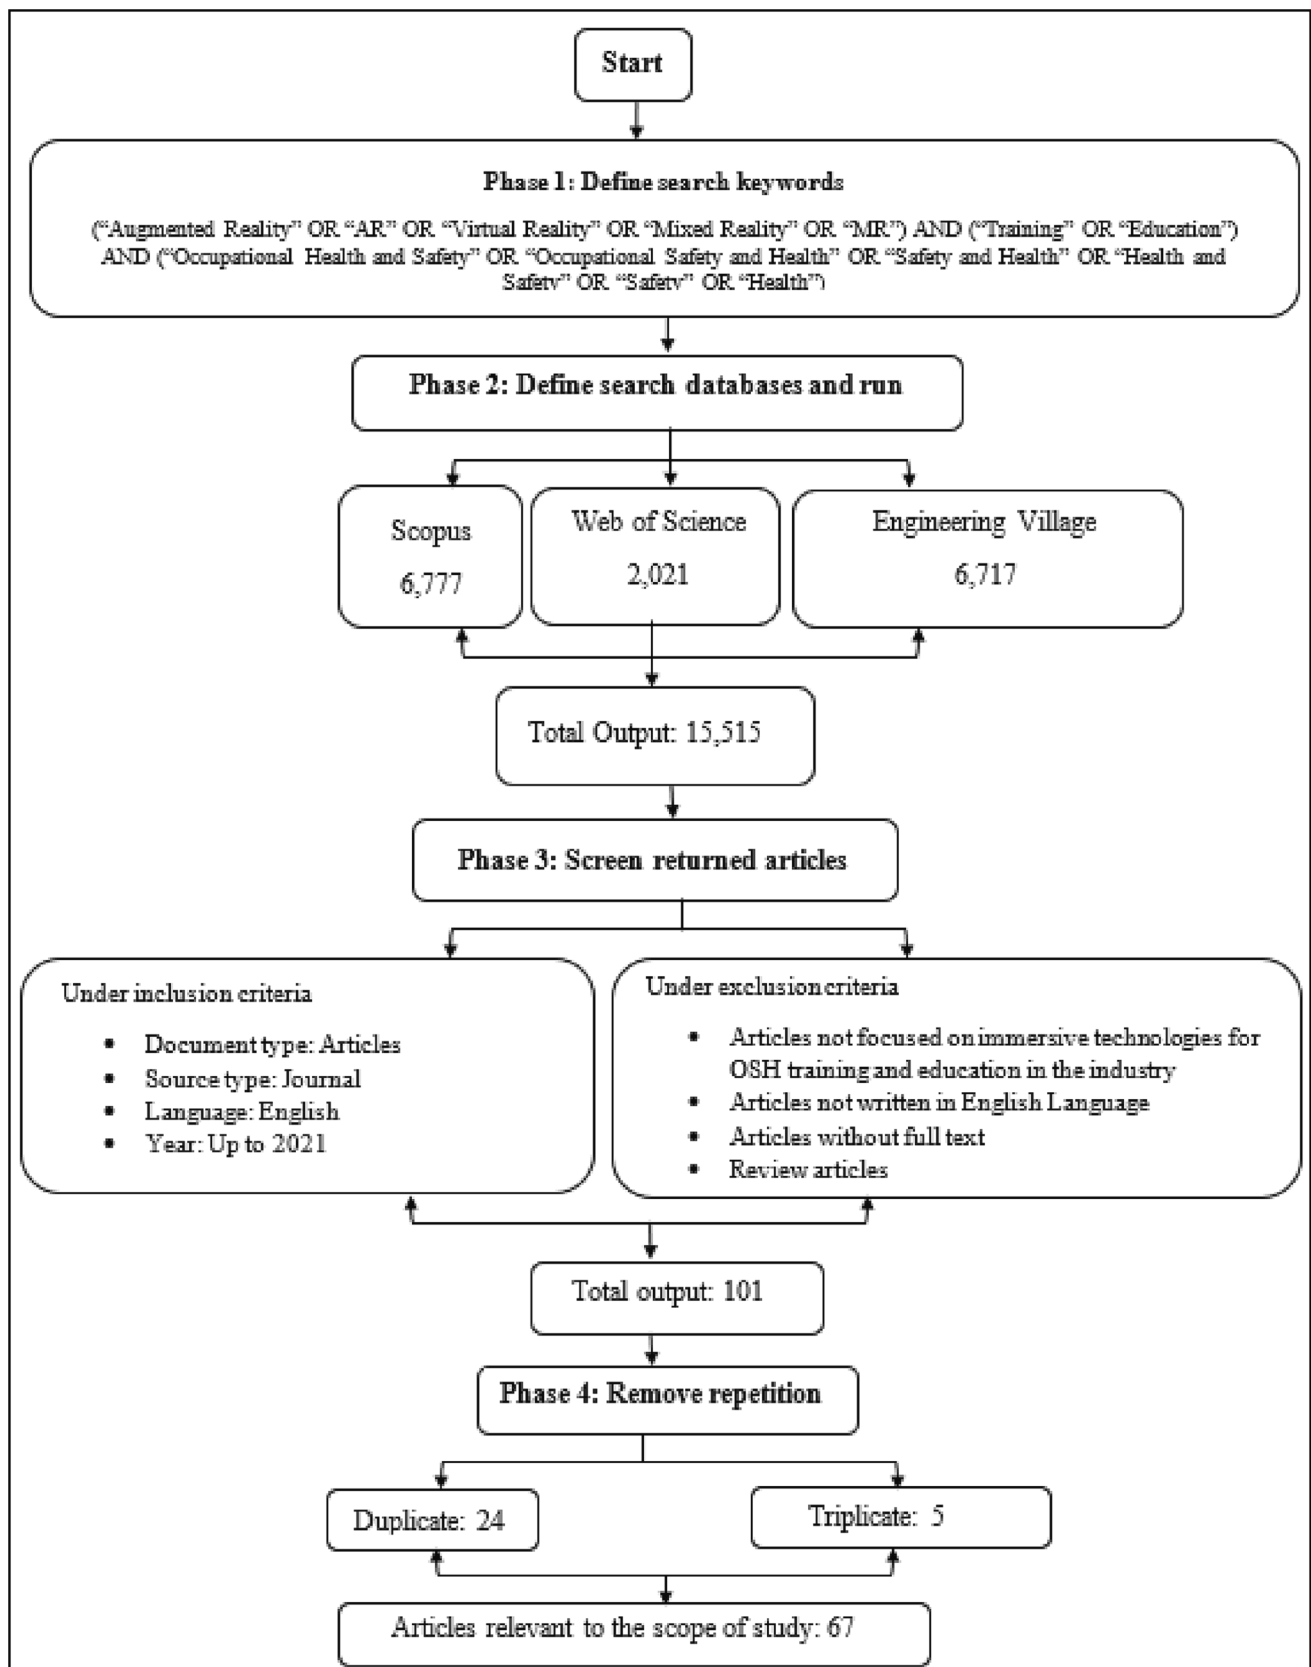 Start
Phase 1: Define search keywords
(“Augmented Reality” OR “AR” OR “Virtual Reality” OR “Mixed Reality” OR “MR”) AND (“Training” OR “Education”)
AND (“Occupational Health and Safety” OR “Occupational Safety and Health” OR “Safety and Health” OR “Health and
Safety” OR “Safety” OR “Health”)
Phase 2: Define search databases and run
Scopus
6,777
Web of Science
2,021
Engineering Village
6,717
Total Output: 15,515
Phase 3: Screen returned articles
Under inclusion criteria
• Document type: Articles
• Source type: Journal
• Language: English
• Year: Up to 2021
Under exclusion criteria
• Articles not focused on immersive technologies for
OSH training and education in the industry
• Articles not written in English Language
• Articles without full text
• Review articles
Total output: 101
Phase 4: Remove repetition
Duplicate: 24
Triplicate: 5
Articles relevant to the scope of study: 67